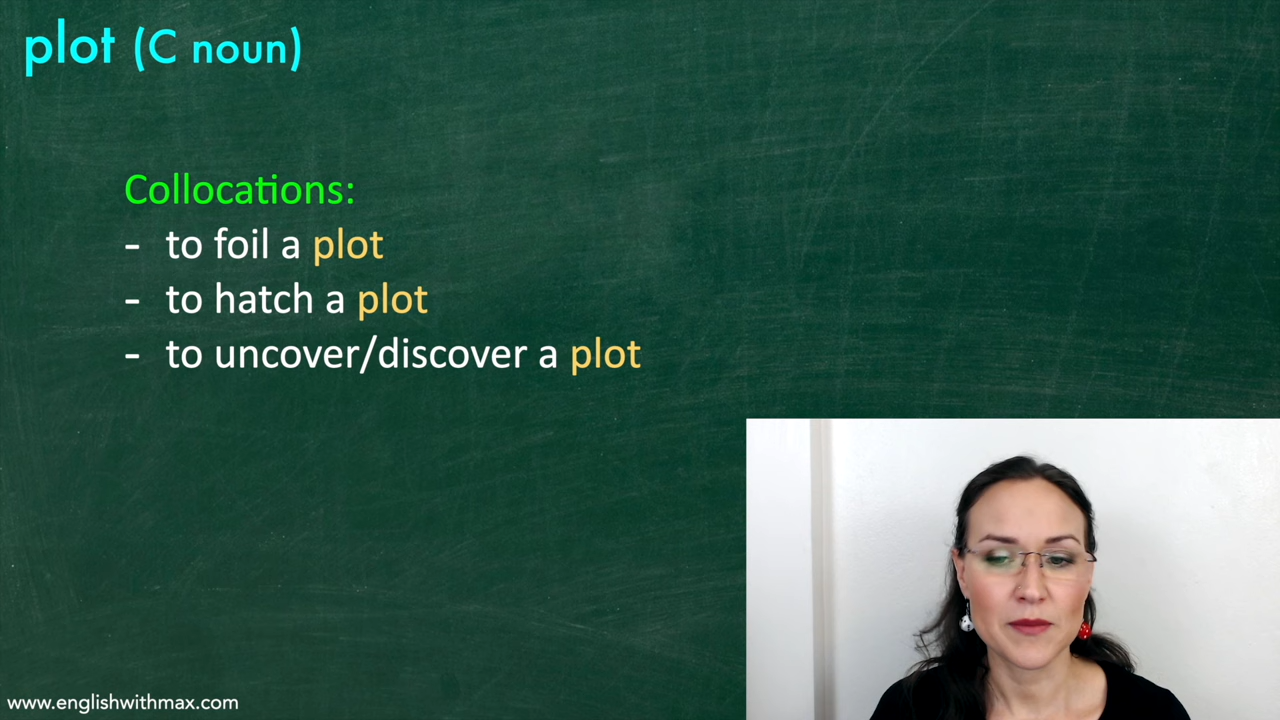 plot (C noun)
Collocations:
- to foil a plot
- to hatch a plot
- to uncover/discover a plot
www.englishwithmax.com